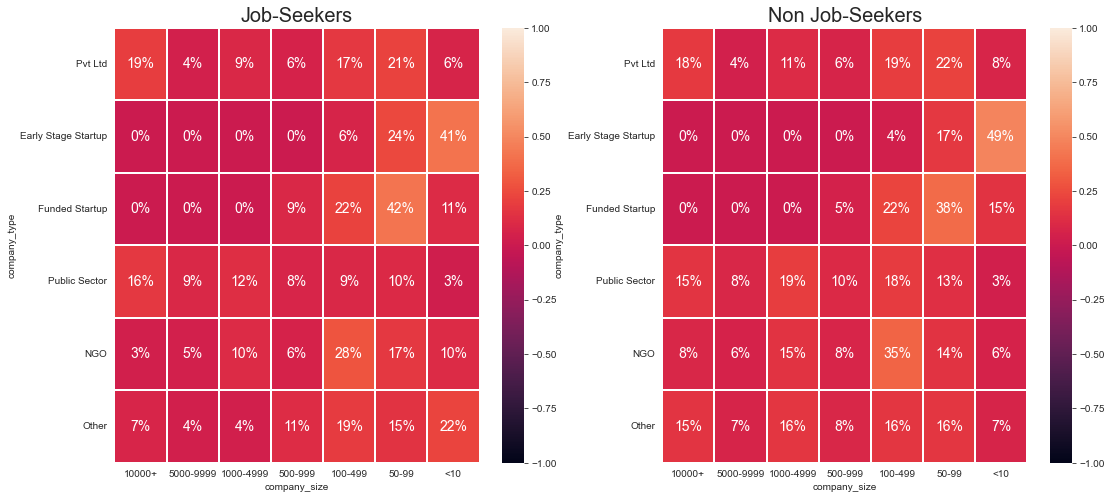 Job-Seekers
Non Job-Seekers
Pvt Ltd 19% 4% 9% 6% 17% 21% 6%
Early Stage Startup 0% 0% 0% 0% 6% 24% 41%
Funded Startup 0% 0% 0% 9% 22% 42% 11%
Public Sector 16% 9% 12% 8% 9% 10% 3%
NGO 3% 5% 10% 6% 28% 17% 10%
Other 7% 4% 4% 11% 19% 15% 22%
10000+ 5000-9999 1000-4999 500-999 100-499 50-99 <10
company_size
company_type
1.00
0.75
0.50
0.25
0.00
−0.25
−0.50
−0.75
−1.00
Pvt Ltd 18% 4% 11% 6% 19% 22% 8%
Early Stage Startup 0% 0% 0% 0% 4% 17% 49%
Funded Startup 0% 0% 0% 5% 22% 38% 15%
Public Sector 15% 8% 19% 10% 18% 13% 3%
NGO 8% 6% 15% 8% 35% 14% 6%
Other 15% 7% 16% 8% 16% 16% 7%
10000+ 5000-9999 1000-4999 500-999 100-499 50-99 <10
company_size
company_type
1.00
0.75
0.50
0.25
0.00
−0.25
−0.50
−0.75
−1.00